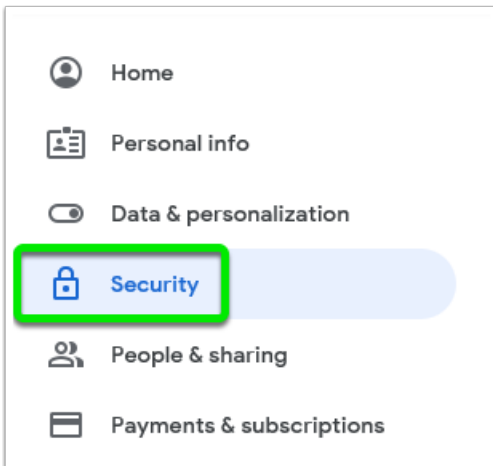 Home
Personal info
Data & personalization
Security
People & sharing
Payments & subscriptions